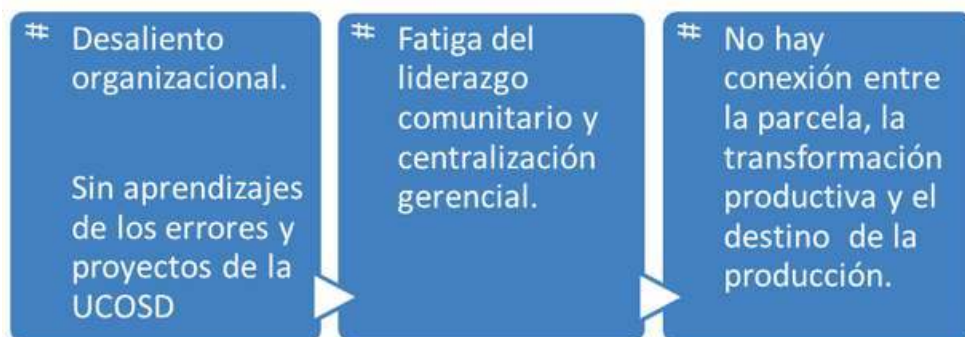 # Desaliento
organizacional.
Sin aprendizajes
de los errores y
proyectos de la
UCOSD
# Fatiga del
liderazgo
comunitario y
centralización
gerencial.
# No hay
conexión entre
la parcela, la
transformación
productiva y el
destino de la
producción.